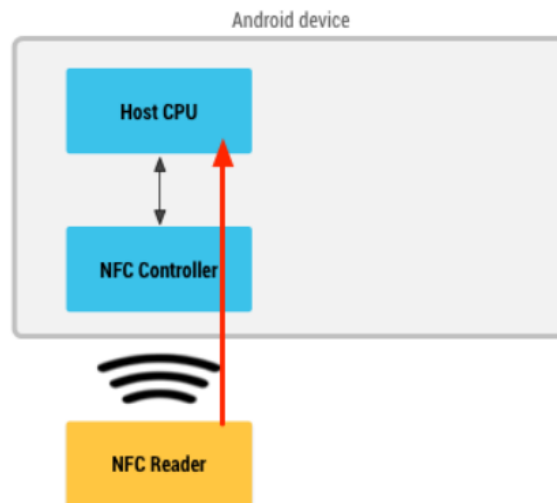 Android device
Host CPU
NFC Controller
NFC Reader